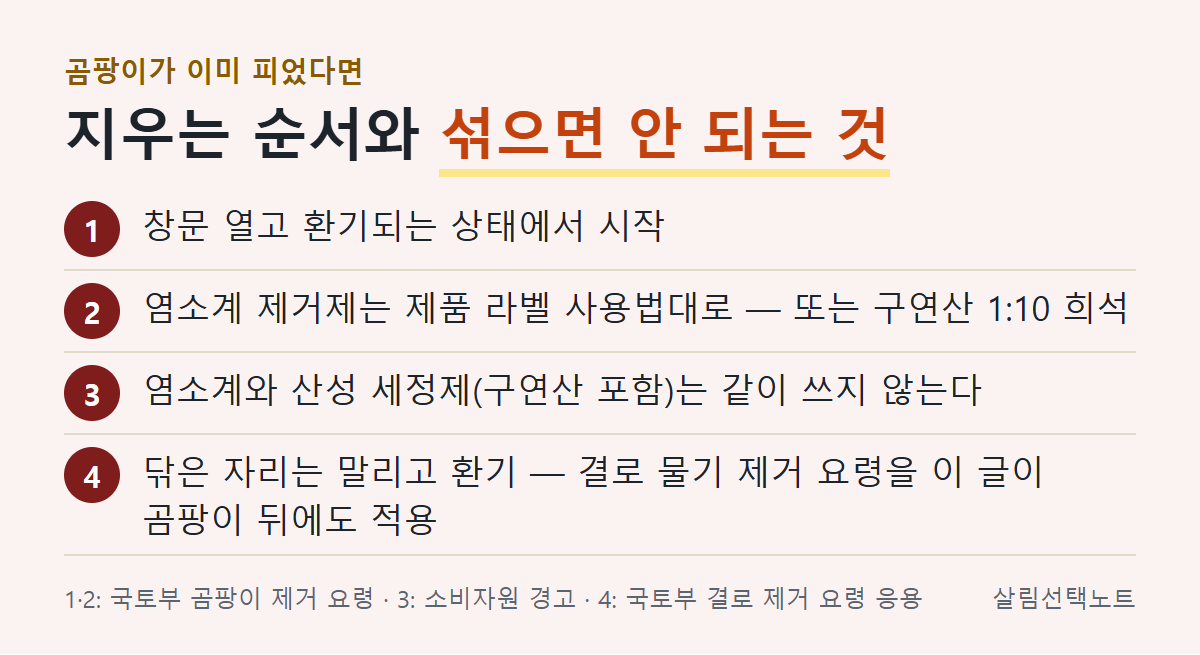 곰팡이가 이미 피었다면
지우는 순서와 섞으면 안 되는 것
1 창문 열고 환기되는 상태에서 시작
2 염소계 제거제는 제품 라벨 사용법대로 — 또는 구연산 1:10 희석
3 염소계와 산성 세정제(구연산 포함)는 같이 쓰지 않는다
4 닦은 자리는 말리고 환기 — 결로 물기 제거 요령을 이 글이
곰팡이 뒤에도 적용
1·2: 국토부 곰팡이 제거 요령 · 3: 소비자원 경고 · 4: 국토부 결로 제거 요령 응용 살림선택노트